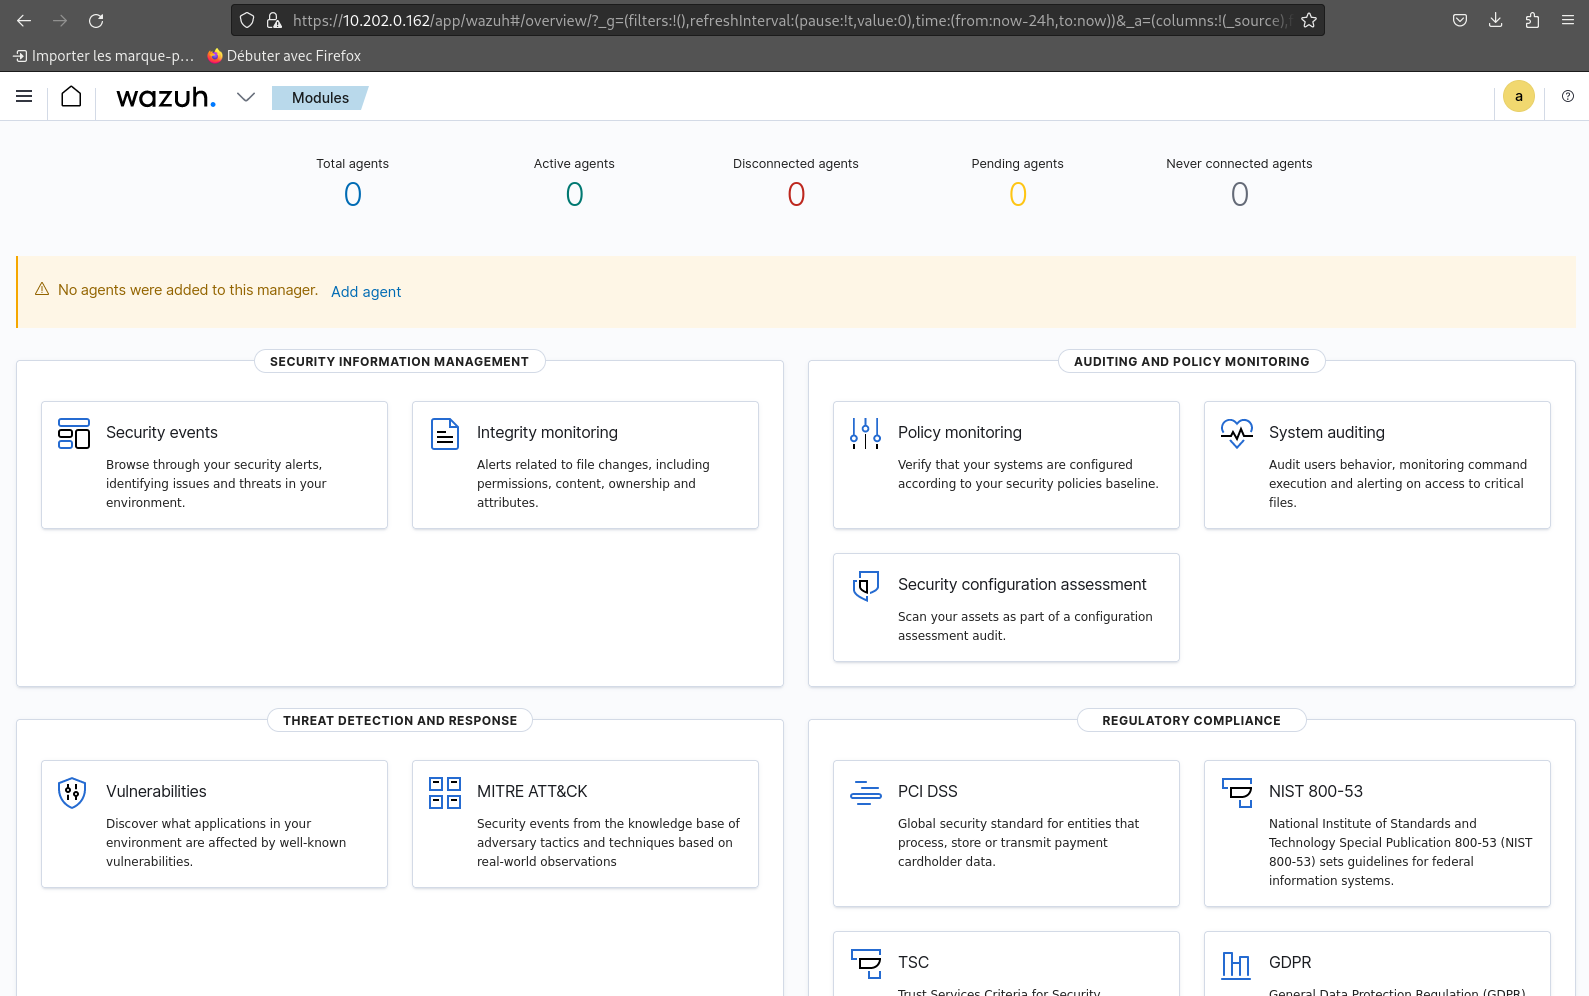 https://10.202.0.162/app/wazuh#/overview/?_g=(filters:!(),refreshInterval:(pause:!t,value:0),time:(from:now-24h,to:now))&_a=(columns:!(_source),
Importer les marque-p… Débuter avec Firefox
wazuh. Modules a
Total agents Active agents Disconnected agents Pending agents Never connected agents
0 0 0 0 0
No agents were added to this manager. Add agent
SECURITY INFORMATION MANAGEMENT
Security events
Browse through your security alerts,
identifying issues and threats in your
environment.
Integrity monitoring
Alerts related to file changes, including
permissions, content, ownership and
attributes.
AUDITING AND POLICY MONITORING
Policy monitoring
Verify that your systems are configured
according to your security policies baseline.
System auditing
Audit users behavior, monitoring command
execution and alerting on access to critical
files.
Security configuration assessment
Scan your assets as part of a configuration
assessment audit.
THREAT DETECTION AND RESPONSE
Vulnerabilities
Discover what applications in your
environment are affected by well-known
vulnerabilities.
MITRE ATT&CK
Security events from the knowledge base of
adversary tactics and techniques based on
real-world observations
REGULATORY COMPLIANCE
PCI DSS
Global security standard for entities that
process, store or transmit payment
cardholder data.
NIST 800-53
National Institute of Standards and
Technology Special Publication 800-53 (NIST
800-53) sets guidelines for federal
information systems.
TSC
Trust Services Criteria for Security,
GDPR
General Data Protection Regulation (GDPR)